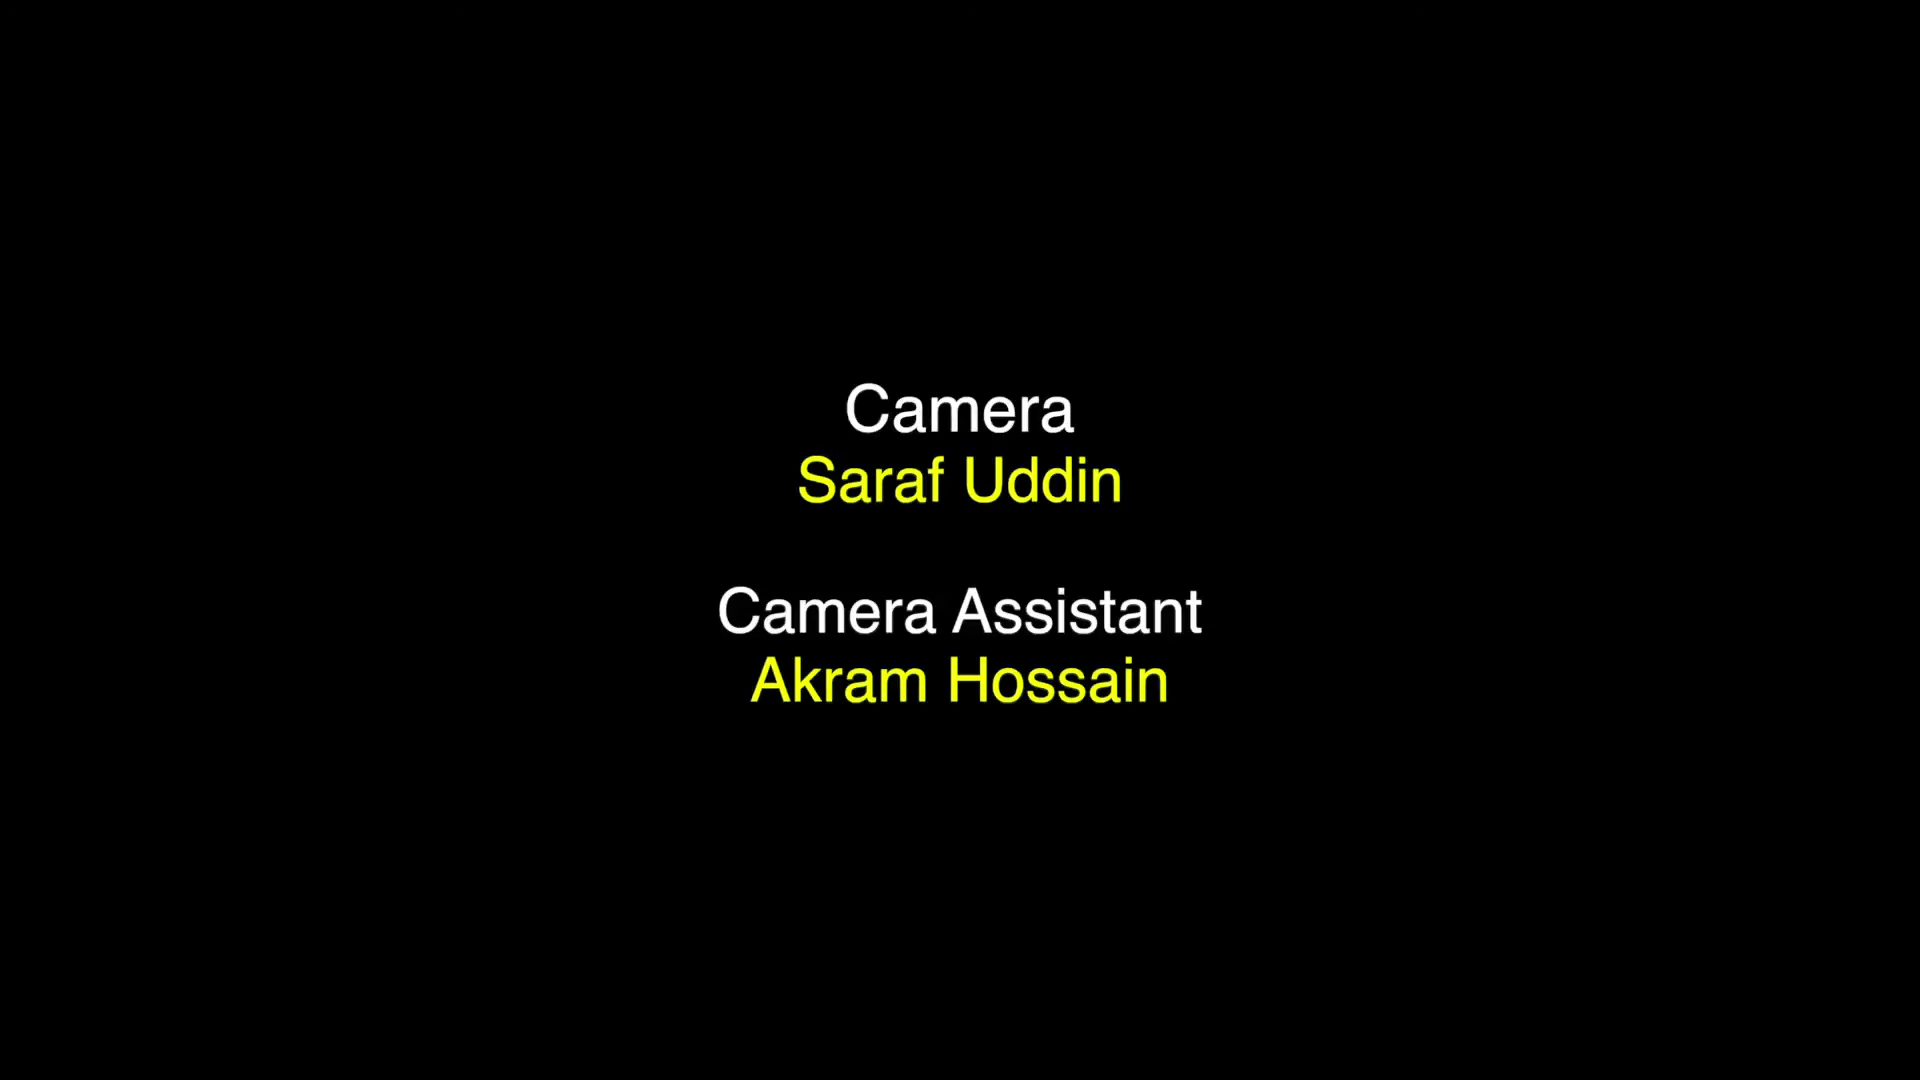 Camera
Saraf Uddin
Camera Assistant
Akram Hossain